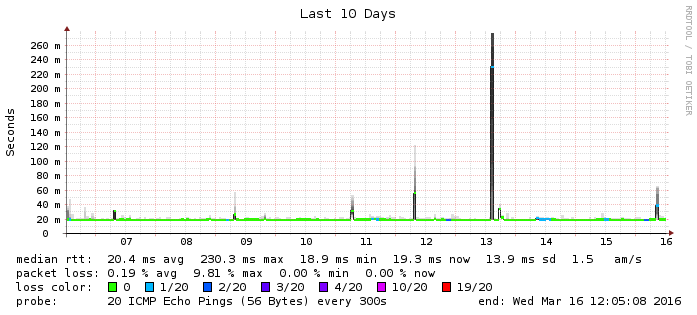 Last 10 Days
RRDTOOL / TOBI OETIKER
Seconds
260 m
240 m
220 m
200 m
180 m
160 m
140 m
120 m
100 m
80 m
60 m
40 m
20 m
0
07 08 09 10 11 12 13 14 15 16
median rtt: 20.4 ms avg 230.3 ms max 18.9 ms min 19.3 ms now 13.9 ms sd 1.5 am/s
packet loss: 0.19 % avg 9.81 % max 0.00 % min 0.00 % now
loss color: 0 1/20 2/20 3/20 4/20 10/20 19/20
probe: 20 ICMP Echo Pings (56 Bytes) every 300s end: Wed Mar 16 12:05:08 2016